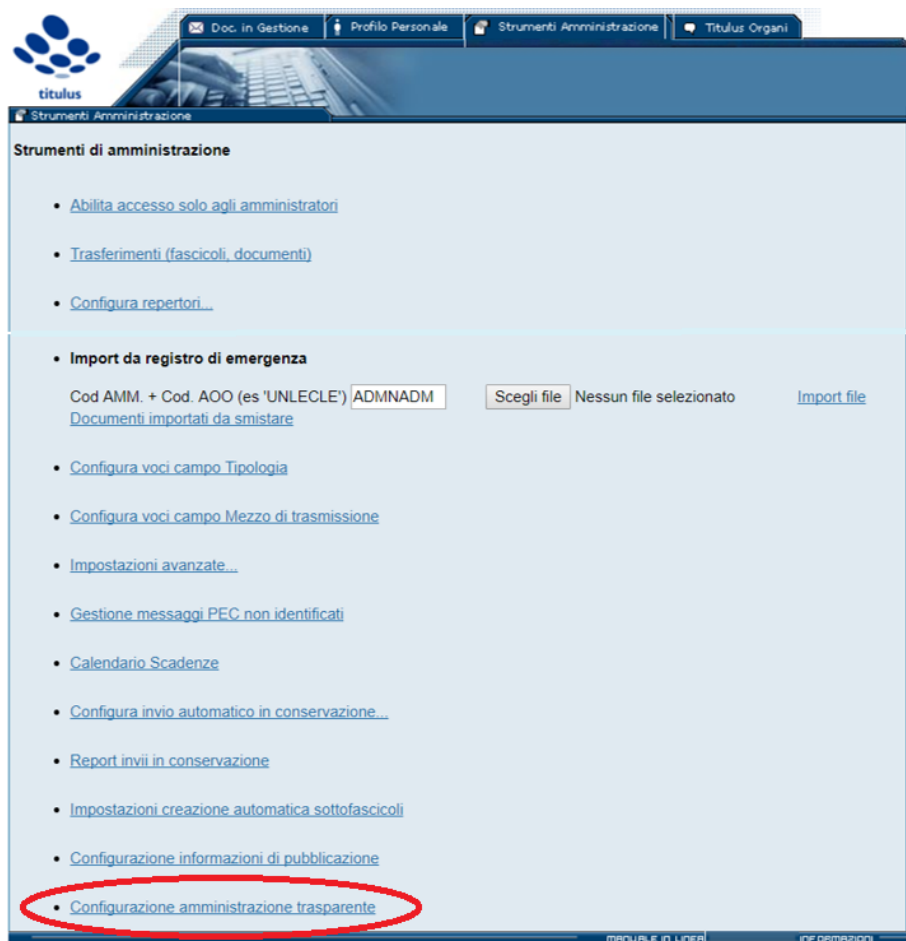 Doc. in Gestione
Profilo Personale
Strumenti Amministrazione
Titulus Organi
titulus
Strumenti Amministrazione
Strumenti di amministrazione
Abilita accesso solo agli amministratori
Trasferimenti (fascicoli, documenti)
Configura repertori...
Import da registro di emergenza
Cod AMM. + Cod. AOO (es 'UNLECLE') ADMNADM Scegli file Nessun file selezionato Import file
Documenti importati da smistare
Configura voci campo Tipologia
Configura voci campo Mezzo di trasmissione
Impostazioni avanzate...
Gestione messaggi PEC non identificati
Calendario Scadenze
Configura invio automatico in conservazione...
Report invii in conservazione
Impostazioni creazione automatica sottofascicoli
Configurazione informazioni di pubblicazione
Configurazione amministrazione trasparente
MANUALE IN LINEA
INFORMAZIONI